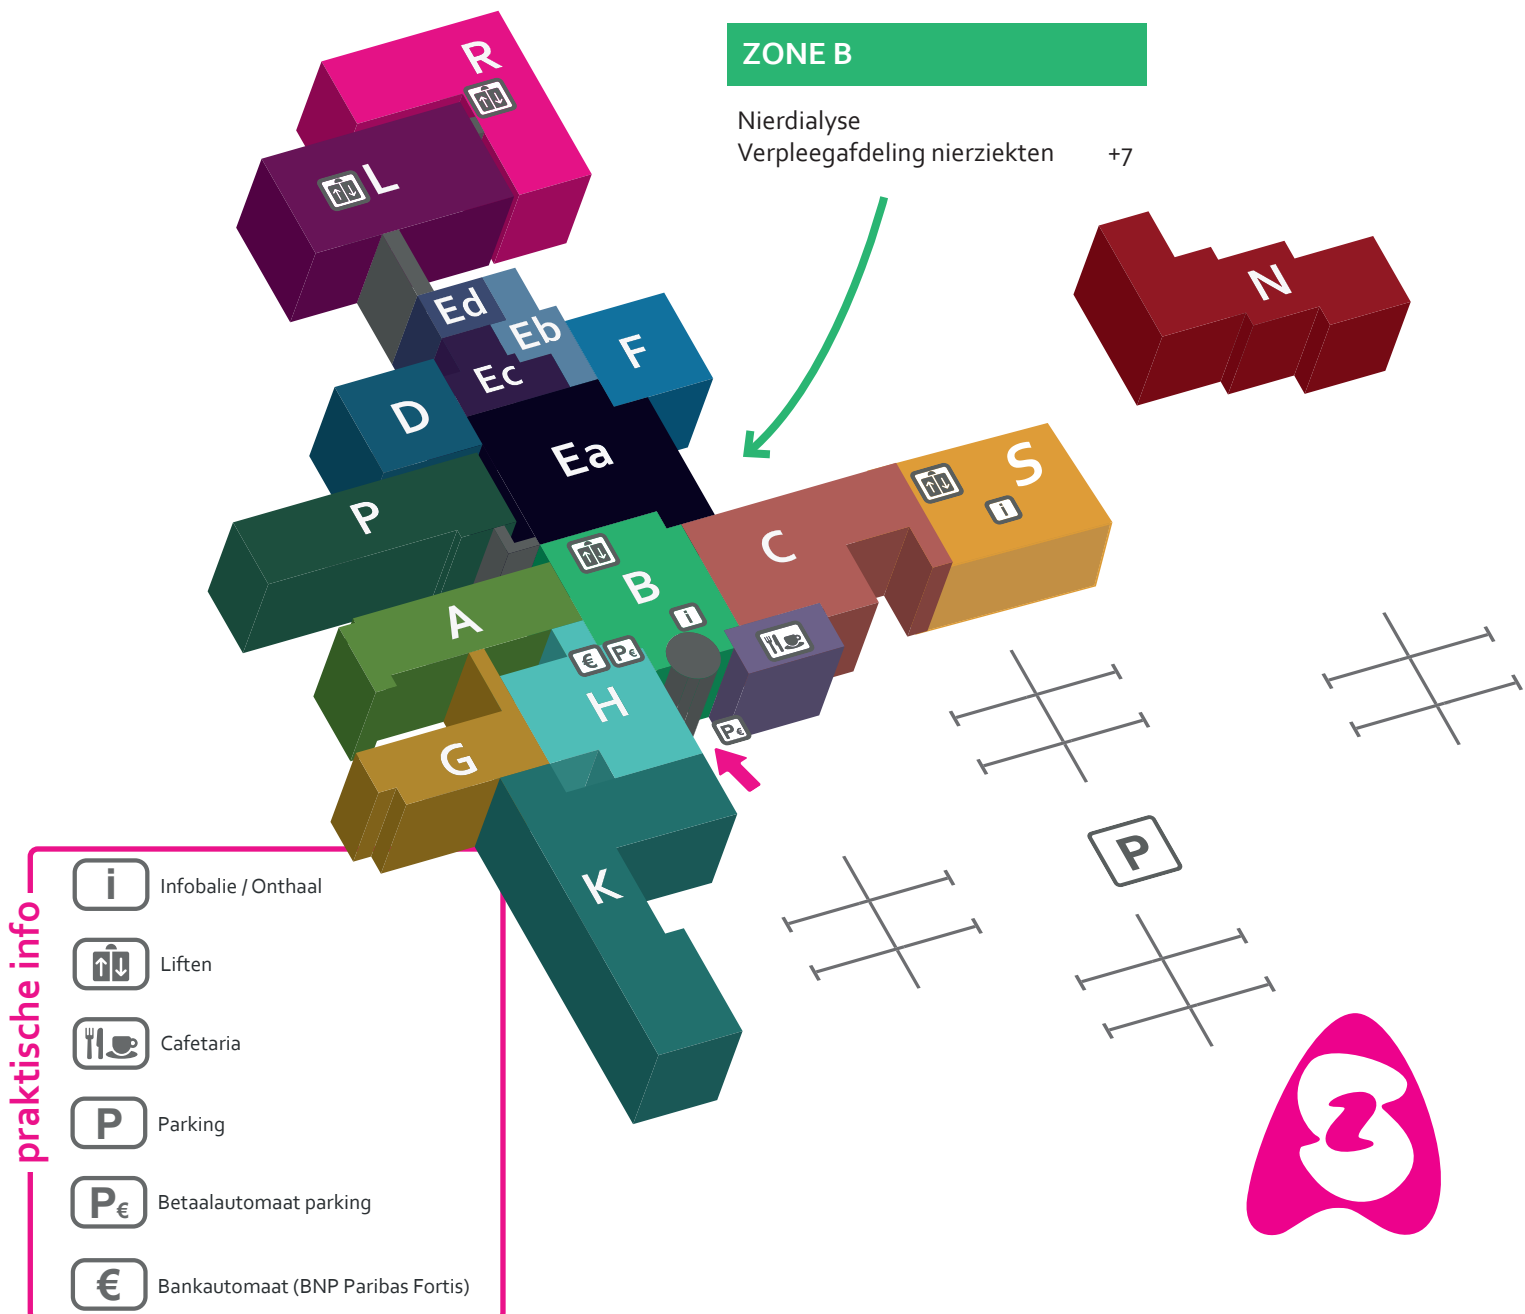 ZONE B
Nierdialyse
Verpleegafdeling nierziekten +7
R
L
Ed
Eb
F
Ec
D
Ea
N
P
S
i
C
B
i
A
€ P€
H
P€
G
K
P
praktische info
i Infobalie / Onthaal
Liften
Cafetaria
P Parking
P€ Betaalautomaat parking
€ Bankautomaat (BNP Paribas Fortis)